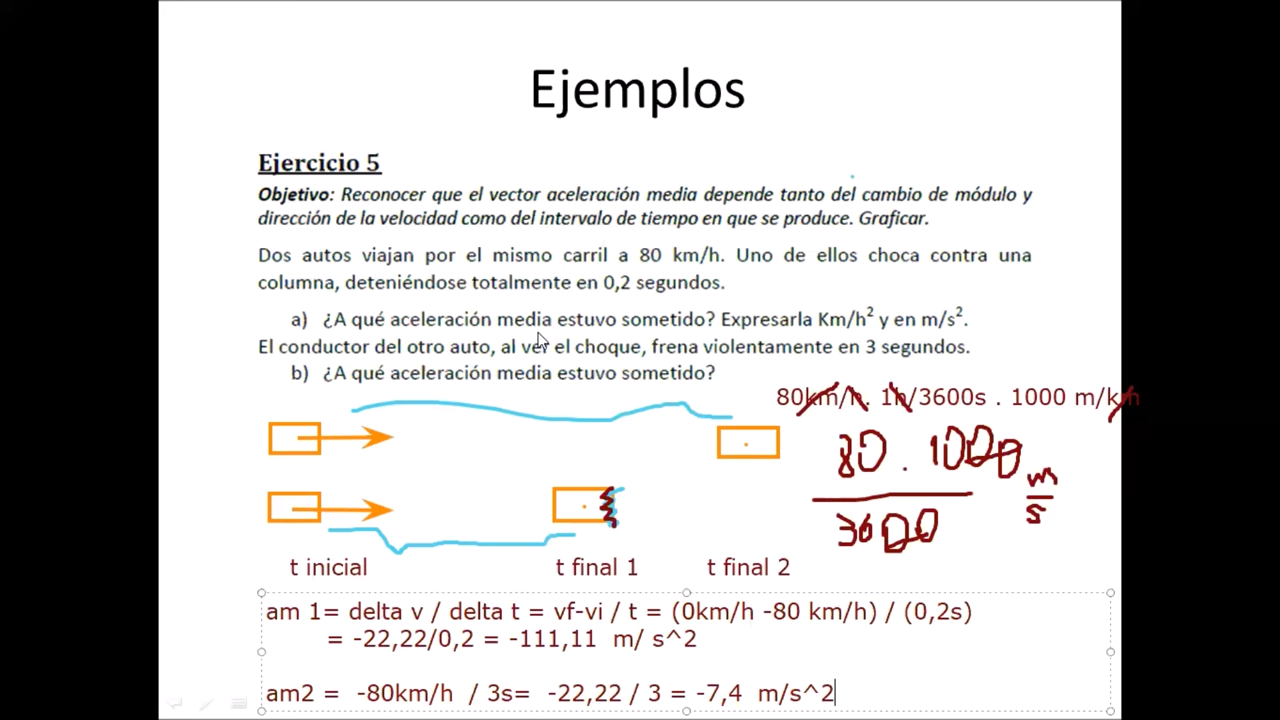 Ejemplos
Ejercicio 5
Objetivo: Reconocer que el vector aceleración media depende tanto del cambio de módulo y
dirección de la velocidad como del intervalo de tiempo en que se produce. Graficar.
Dos autos viajan por el mismo carril a 80 km/h. Uno de ellos choca contra una
columna, deteniéndose totalmente en 0,2 segundos.
a) ¿A qué aceleración media estuvo sometido? Expresarla Km/h² y en m/s².
El conductor del otro auto, al ver el choque, frena violentamente en 3 segundos.
b) ¿A qué aceleración media estuvo sometido?
80km/h. 1h/3600s . 1000 m/km
80 . 1000
m
s
3600
t inicial
t final 1
t final 2
am 1= delta v / delta t = vf-vi / t = (0km/h -80 km/h) / (0,2s)
= -22,22/0,2 = -111,11 m/ s^2
am2 = -80km/h / 3s= -22,22 / 3 = -7,4 m/s^2